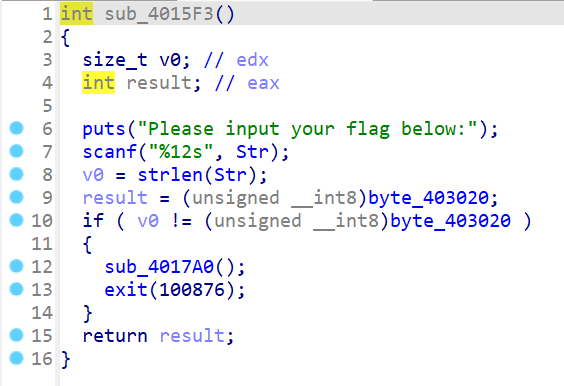 1 int sub_4015F3()
2 {
3 size_t v0; // edx
4 int result; // eax
5
6 puts("Please input your flag below:");
7 scanf("%12s", Str);
8 v0 = strlen(Str);
9 result = (unsigned __int8)byte_403020;
10 if ( v0 != (unsigned __int8)byte_403020 )
11 {
12 sub_4017A0();
13 exit(100876);
14 }
15 return result;
16 }